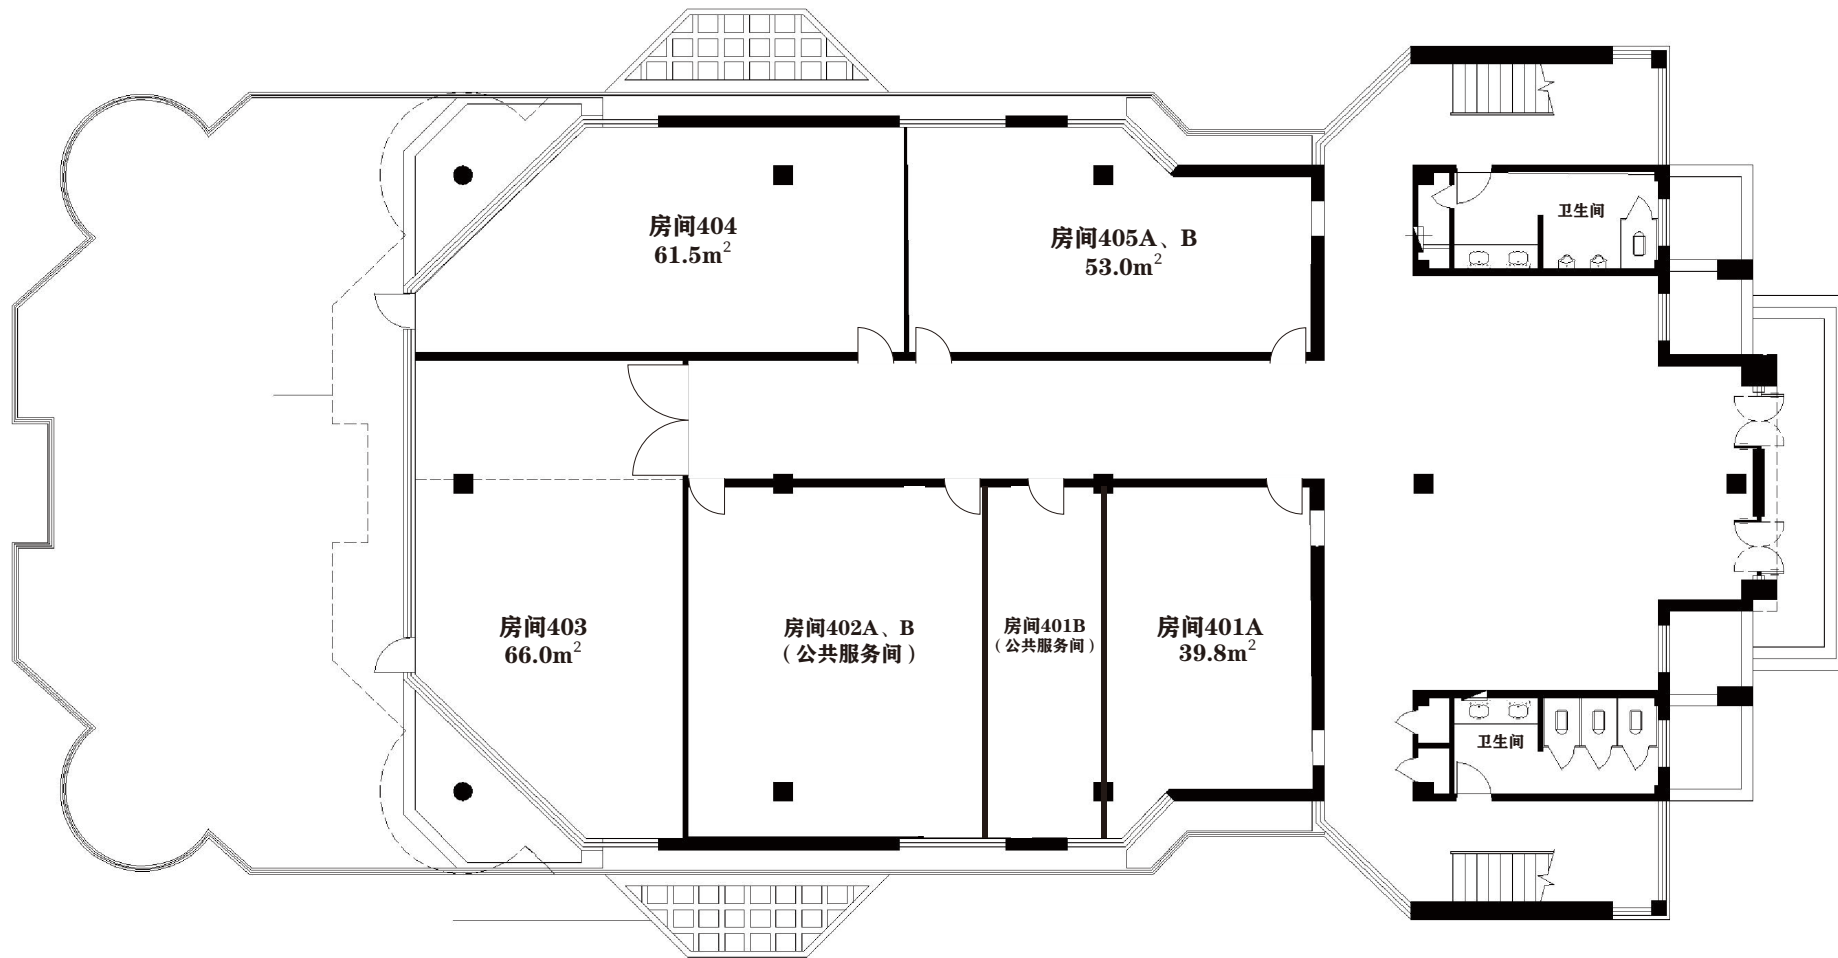 卫生间
房间404
61.5m²
房间405A、B
53.0m²
房间403
66.0m²
房间402A、B
（公共服务间）
房间401B
（公共服务间）
房间401A
39.8m²
卫生间